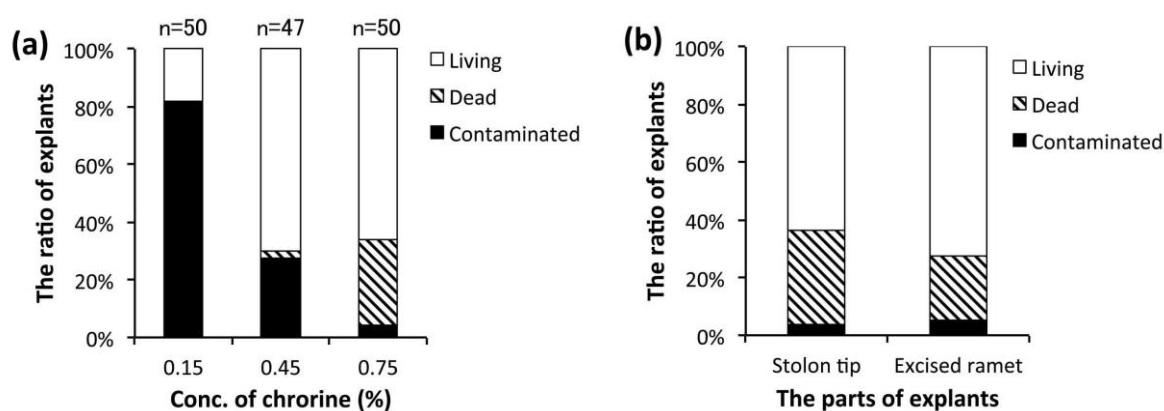 (a)
n=50 n=47 n=50
100%
80%
60%
40%
20%
0%
The ratio of explants
Living
Dead
Contaminated
0.15 0.45 0.75
Conc. of chrorine (%)
(b)
100%
80%
60%
40%
20%
0%
The ratio of explants
Living
Dead
Contaminated
Stolon tip Excised ramet
The parts of explants